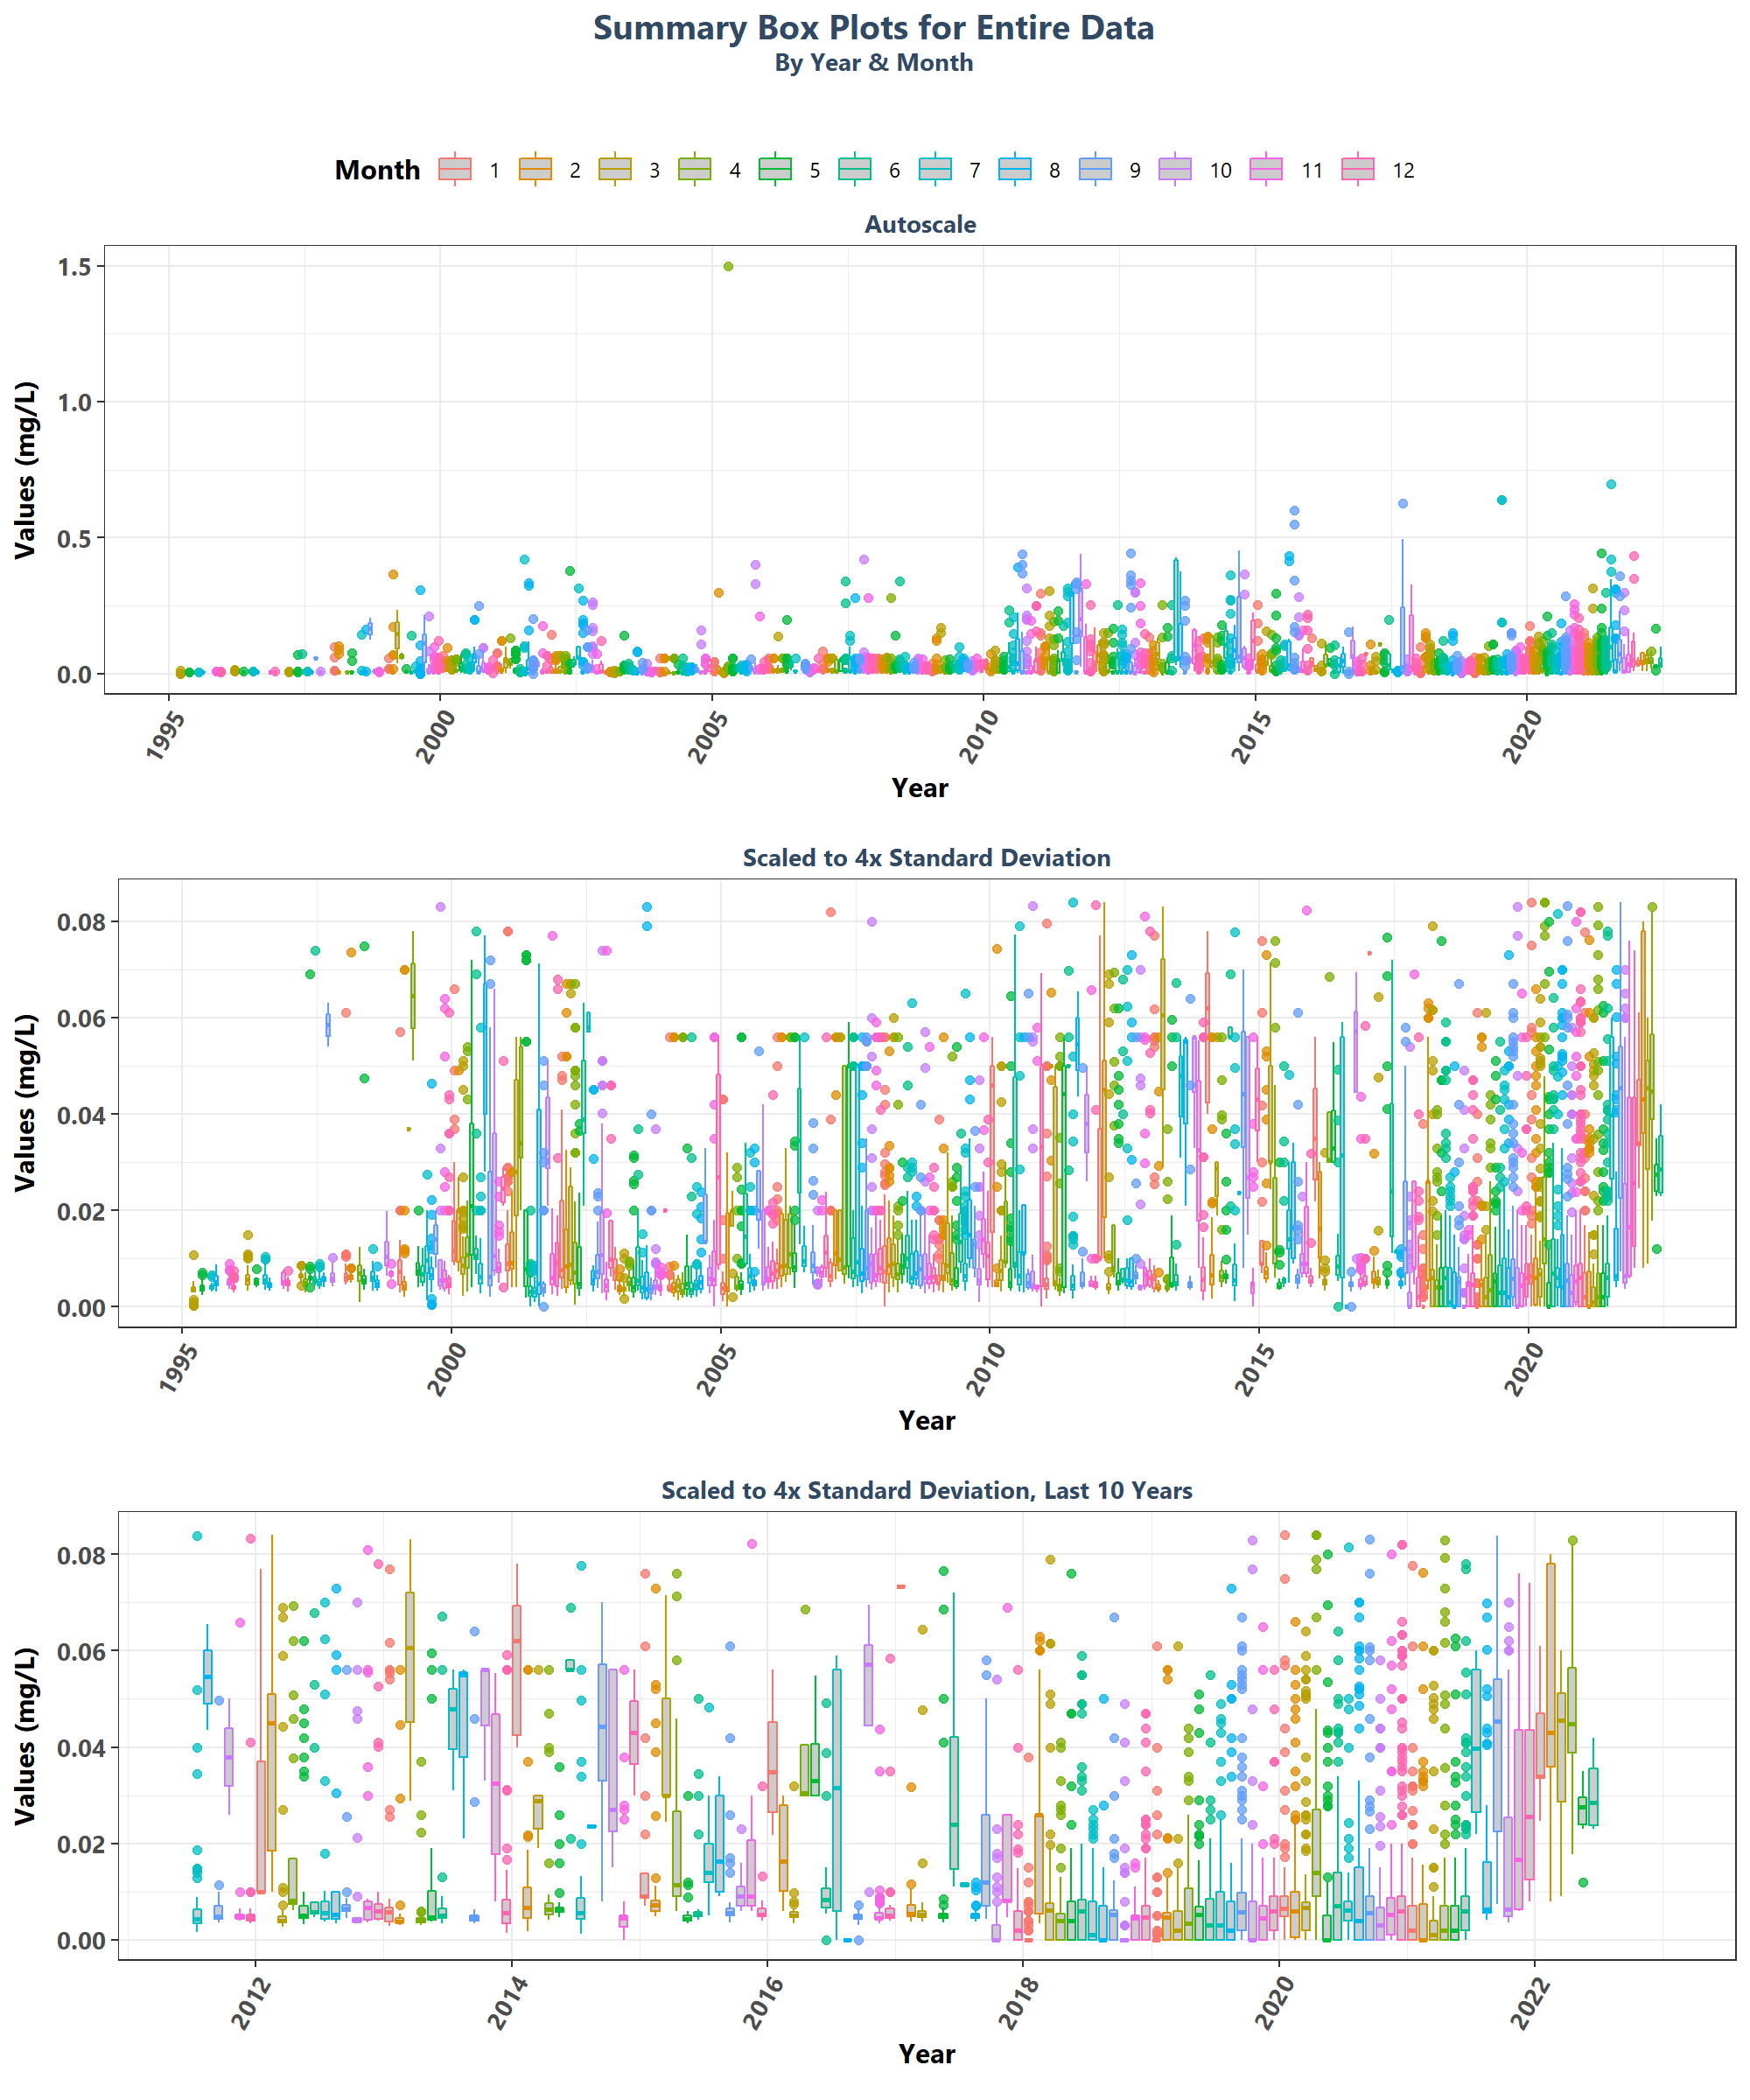 Summary Box Plots for Entire Data
By Year & Month
Month 1 2 3 4 5 6 7 8 9 10 11 12
Autoscale
Values (mg/L)
1.5
1.0
0.5
0.0
1995 2000 2005 2010 2015 2020
Year
Scaled to 4x Standard Deviation
Values (mg/L)
0.08
0.06
0.04
0.02
0.00
1995 2000 2005 2010 2015 2020
Year
Scaled to 4x Standard Deviation, Last 10 Years
Values (mg/L)
0.08
0.06
0.04
0.02
0.00
2012 2014 2016 2018 2020 2022
Year